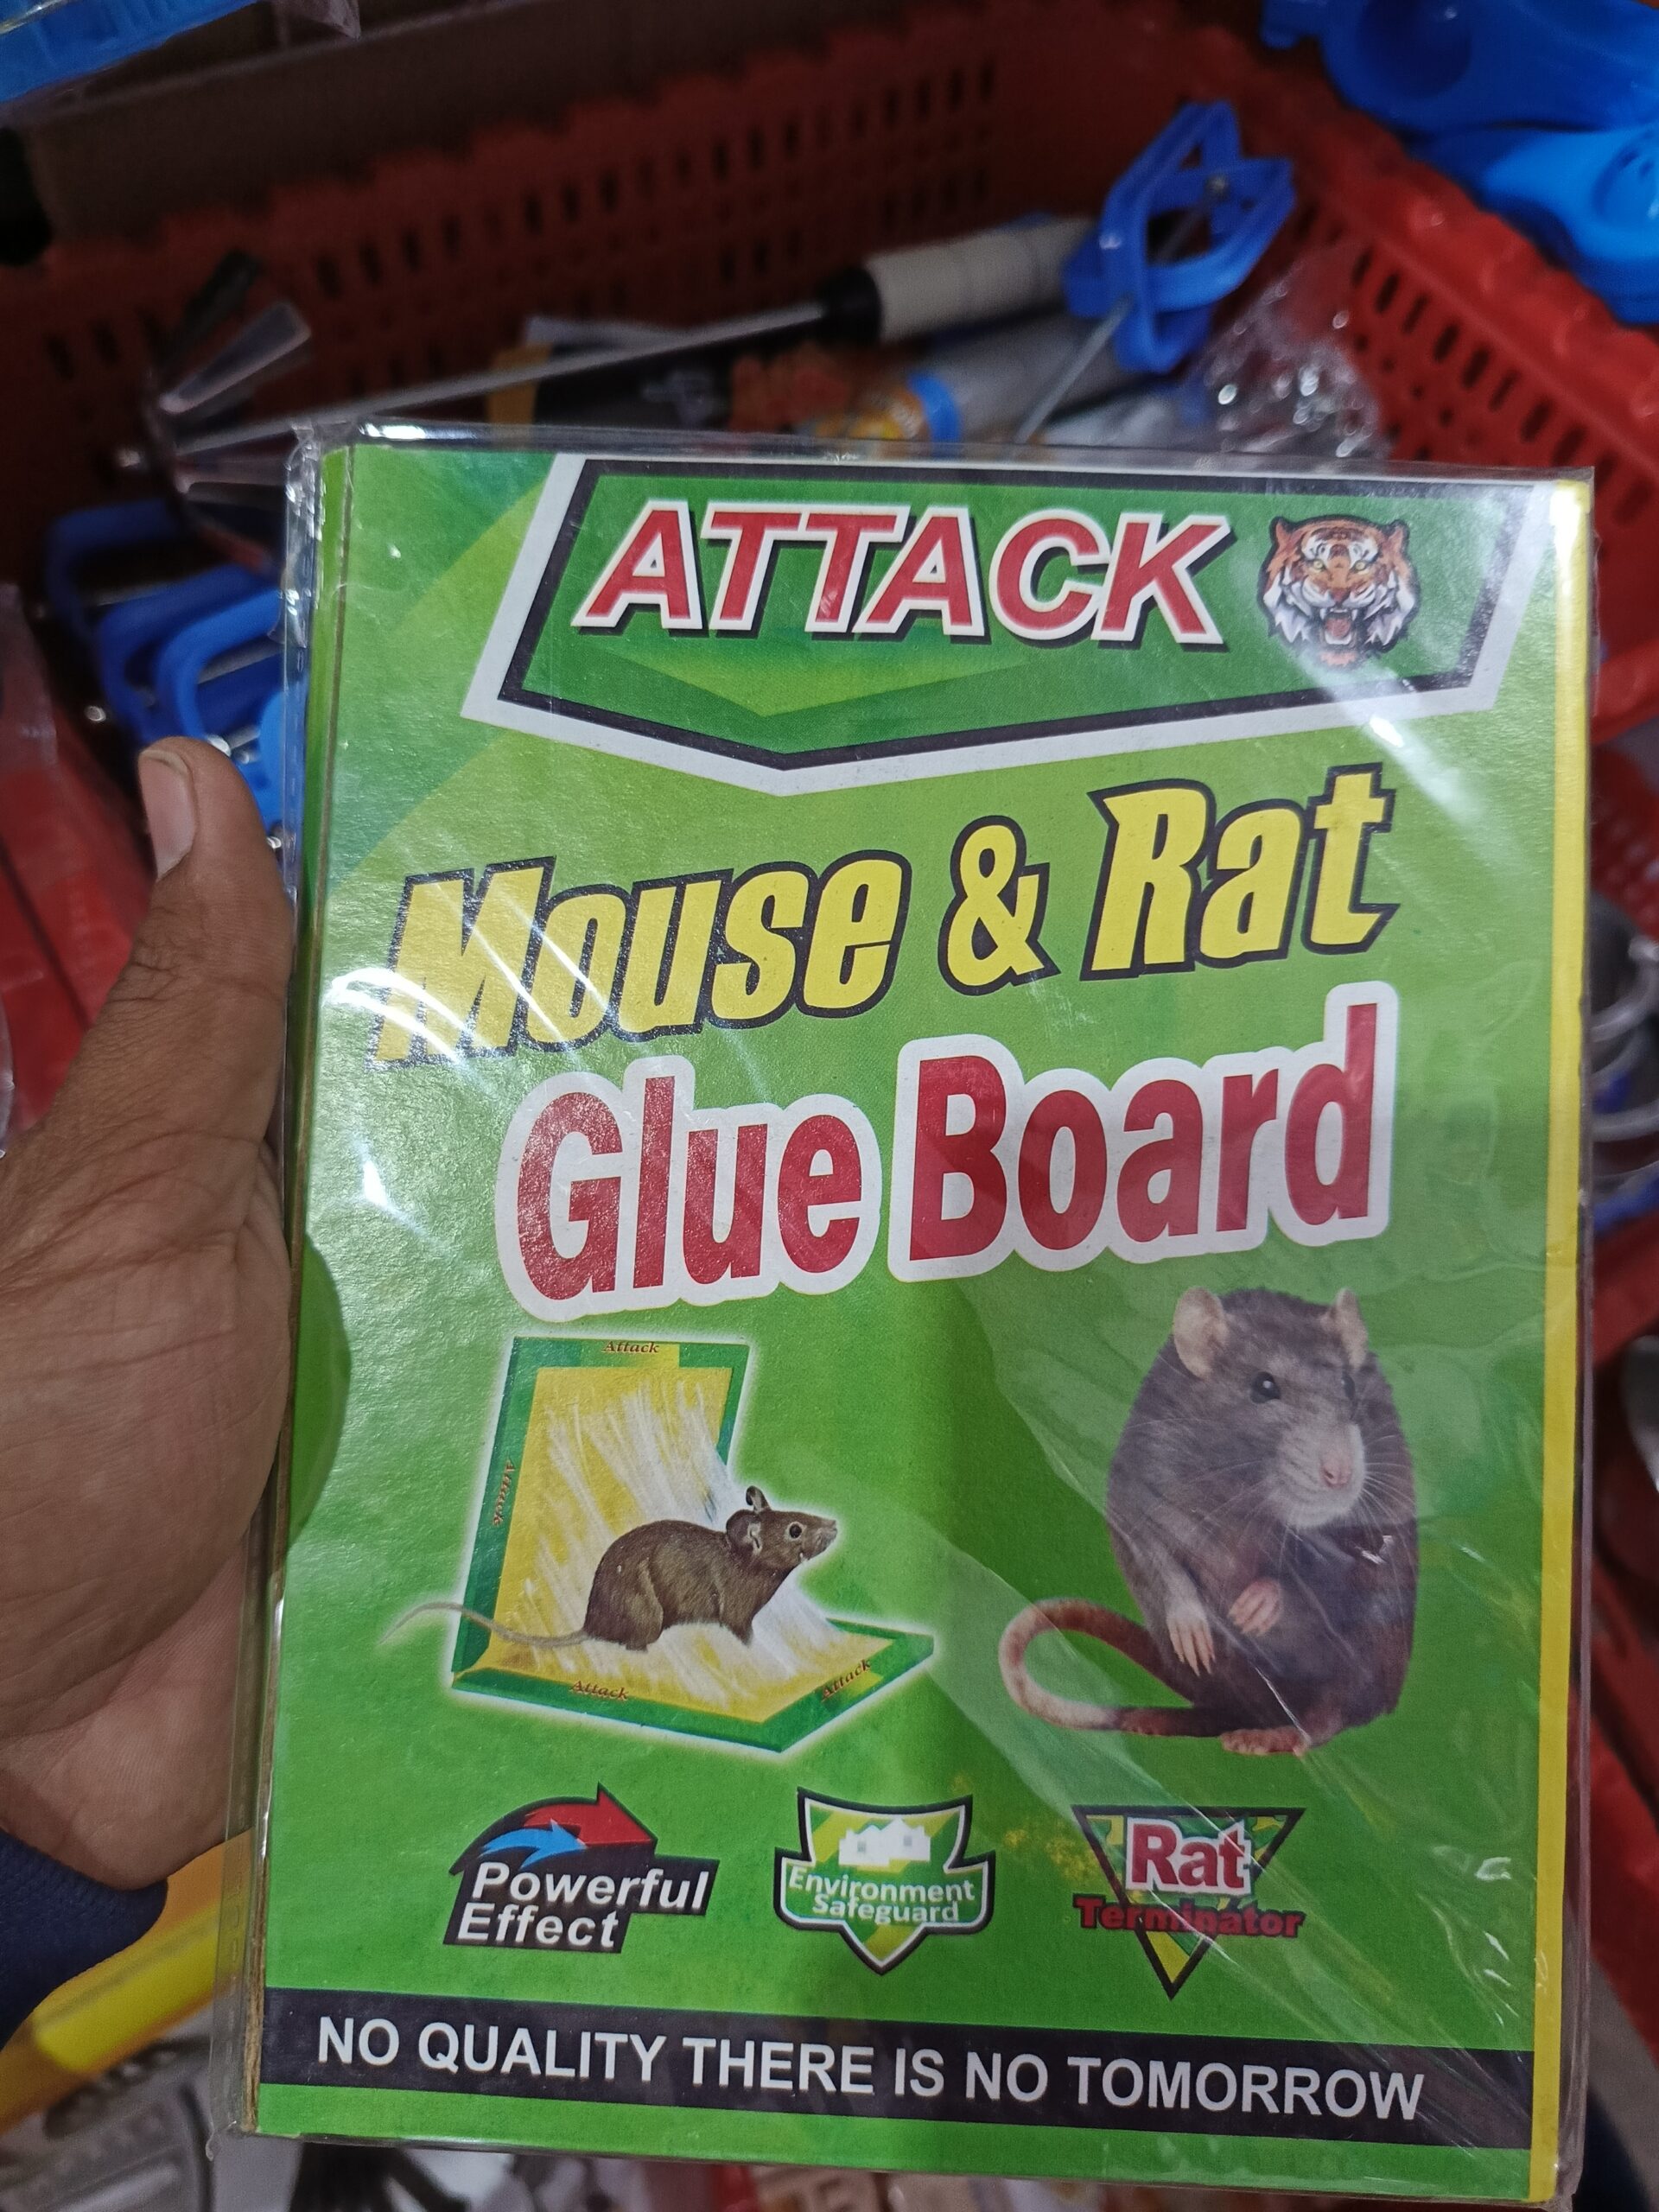 ATTACK
Mouse & Rat
Glue Board
Attack
Attack
Attack
Attack
Powerful
Effect
Environment
Safeguard
Rat
Terminator
NO QUALITY THERE IS NO TOMORROW